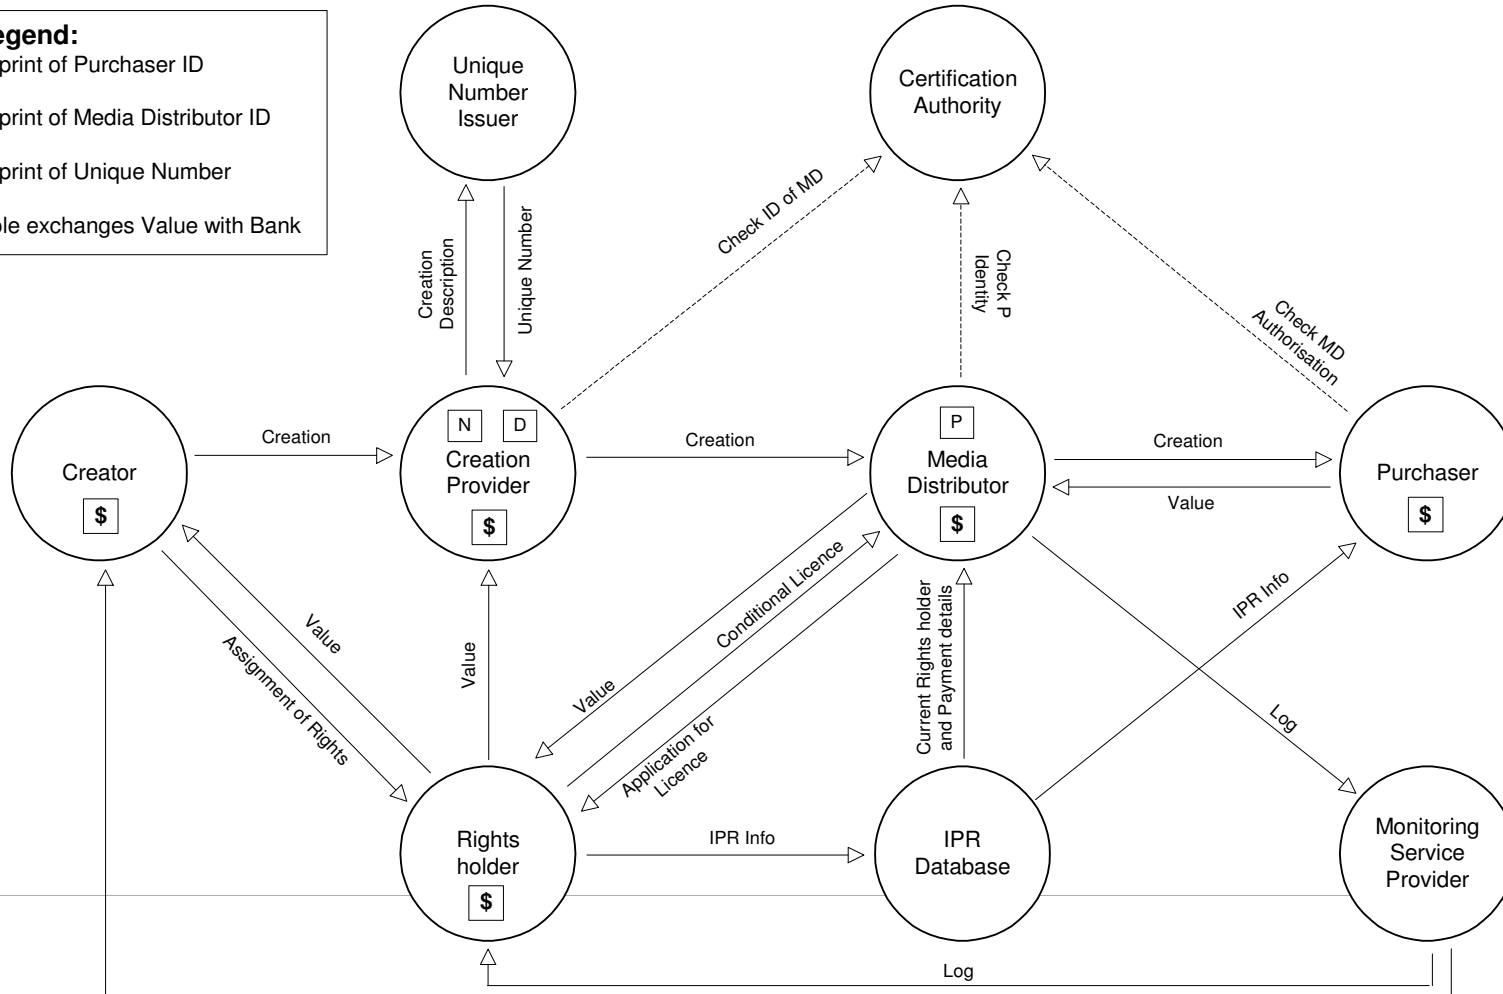 egend:
print of Purchaser ID
print of Media Distributor ID
print of Unique Number
le exchanges Value with Bank
Unique
Number
Issuer
Certification
Authority
Creation
Description
Unique Number
Check ID of MD
Check P
Identity
Check MD
Authorisation
Creator
$
Creation
N D
Creation
Provider
$
Creation
P
Media
Distributor
$
Creation
Value
Purchaser
$
Value
Assignment of Rights
Value
Value
Conditional Licence
Application for
Licence
Current Rights holder
and Payment details
IPR Info
Log
Rights
holder
$
IPR Info
IPR
Database
Monitoring
Service
Provider
Log